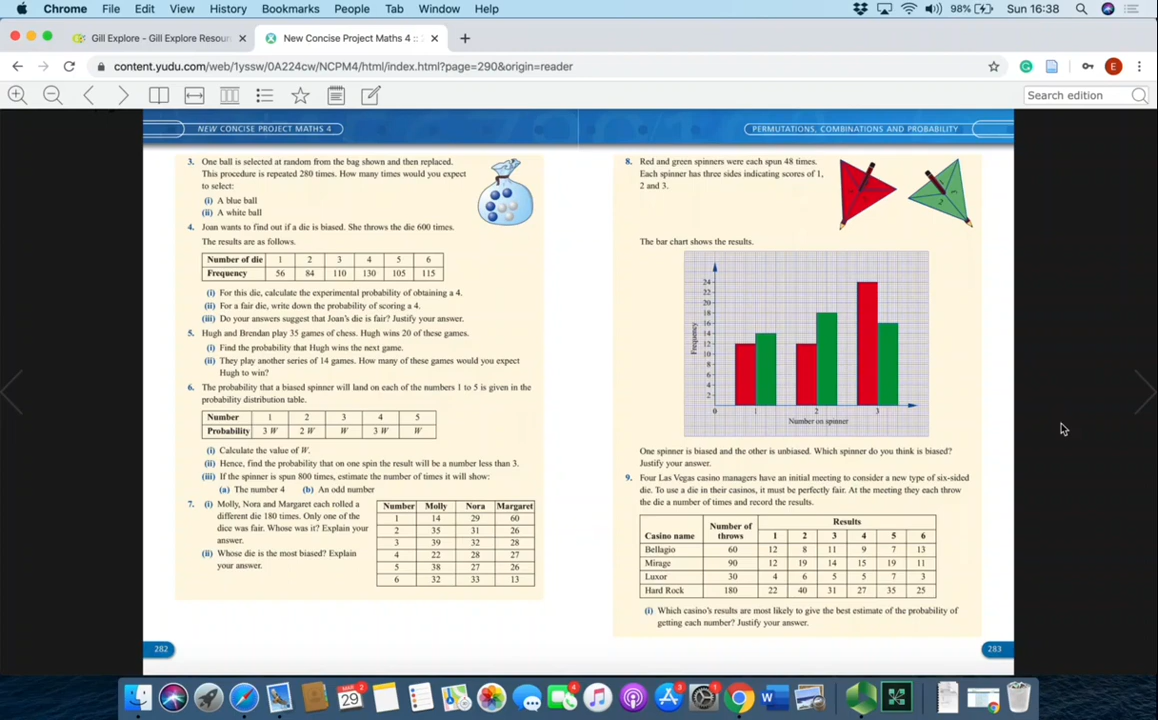 Chrome File Edit View History Bookmarks People Tab Window Help 98% Sun 16:38
Gill Explore - Gill Explore Resour
New Concise Project Maths 4 ::
content.yudu.com/web/1yssw/0A224cw/NCPM4/html/index.html?page=290&origin=reader
E
Search edition
NEW CONCISE PROJECT MATHS 4
3. One ball is selected at random from the bag shown and then replaced.
This procedure is repeated 280 times. How many times would you expect
to select:
(i) A blue ball
(ii) A white ball
4. Joan wants to find out if a die is biased. She throws the die 600 times.
The results are as follows.
Number of die 1 2 3 4 5 6
Frequency 56 84 110 130 105 115
(i) For this die, calculate the experimental probability of obtaining a 4.
(ii) For a fair die, write down the probability of scoring a 4.
(iii) Do your answers suggest that Joan's die is fair? Justify your answer.
5. Hugh and Brendan play 35 games of chess. Hugh wins 20 of these games.
(i) Find the probability that Hugh wins the next game.
(ii) They play another series of 14 games. How many of these games would you expect
Hugh to win?
6. The probability that a biased spinner will land on each of the numbers 1 to 5 is given in the
probability distribution table.
Number 1 2 3 4 5
Probability 3 W 2 W W 3 W W
(i) Calculate the value of W.
(ii) Hence, find the probability that on one spin the result will be a number less than 3.
(iii) If the spinner is spun 800 times, estimate the number of times it will show:
(a) The number 4 (b) An odd number
7. (i) Molly, Nora and Margaret each rolled a
different die 180 times. Only one of the
dice was fair. Whose was it? Explain your
answer.
(ii) Whose die is the most biased? Explain
your answer.
Number Molly Nora Margaret
1 14 29 60
2 35 31 26
3 39 32 28
4 22 28 27
5 38 27 26
6 32 33 13
282
PERMUTATIONS, COMBINATIONS AND PROBABILITY
8. Red and green spinners were each spun 48 times.
Each spinner has three sides indicating scores of 1,
2 and 3.
The bar chart shows the results.
Frequency
24
22
20
18
16
14
12
10
8
6
4
2
0 1 2 3
Number on spinner
One spinner is biased and the other is unbiased. Which spinner do you think is biased?
Justify your answer.
9. Four Las Vegas casino managers have an initial meeting to consider a new type of six-sided
die. To use a die in their casinos, it must be perfectly fair. At the meeting they each throw
the die a number of times and record the results.
Casino name Number of throws Results
1 2 3 4 5 6
Bellagio 60 12 8 11 9 7 13
Mirage 90 12 19 14 15 19 11
Luxor 30 4 6 5 5 7 3
Hard Rock 180 22 40 31 27 35 25
(i) Which casino's results are most likely to give the best estimate of the probability of
getting each number? Justify your answer.
283